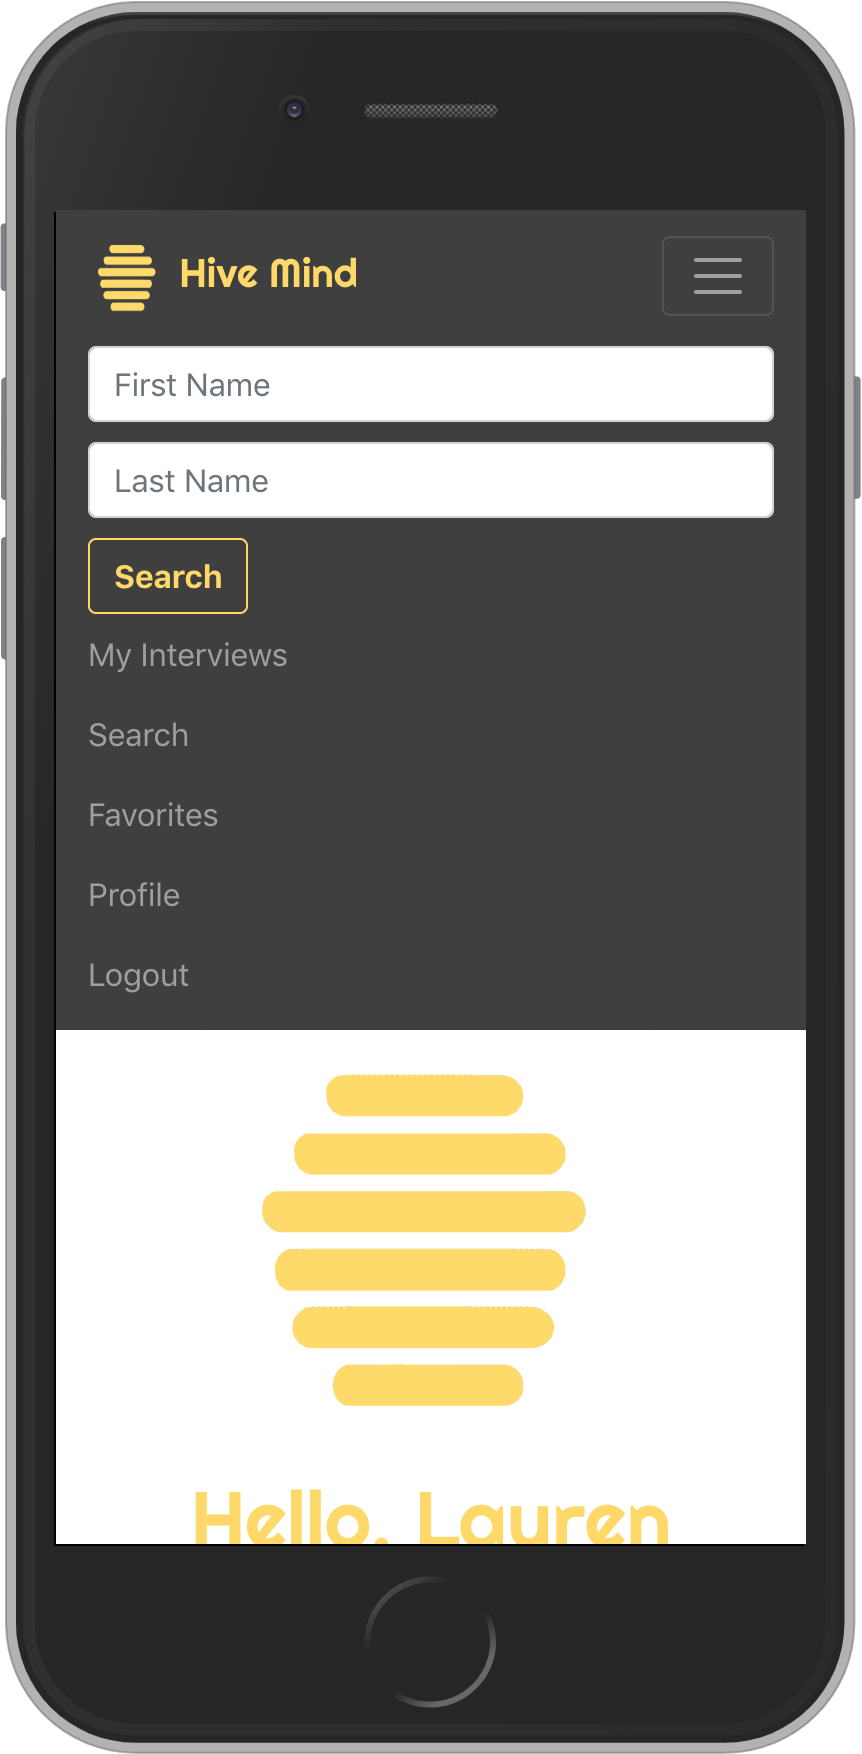 Hive Mind
First Name
Last Name
Search
My Interviews
Search
Favorites
Profile
Logout
Hello, Lauren